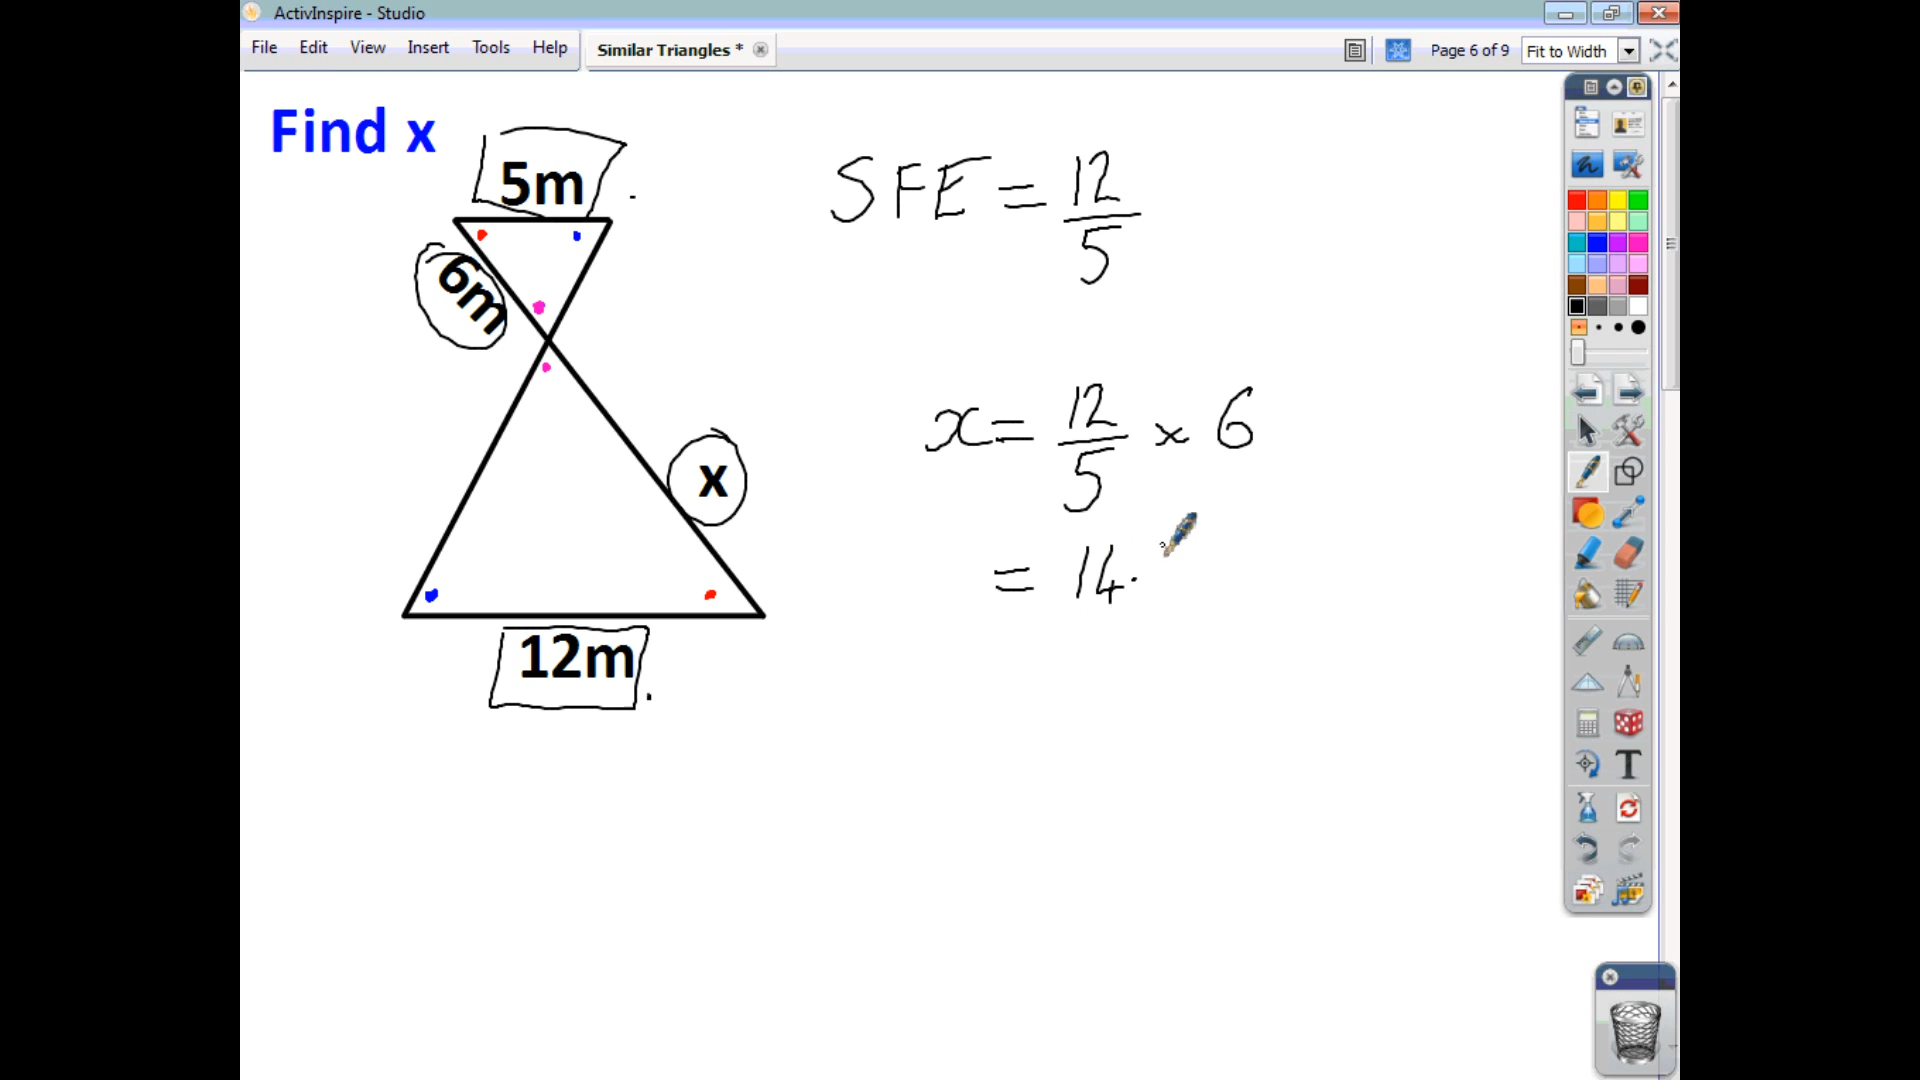 ActivInspire - Studio
File Edit View Insert Tools Help
Similar Triangles *
Page 6 of 9
Fit to Width
Find x
5m
6m
x
12m
SFE = 12/5
x = 12/5 × 6
= 14.